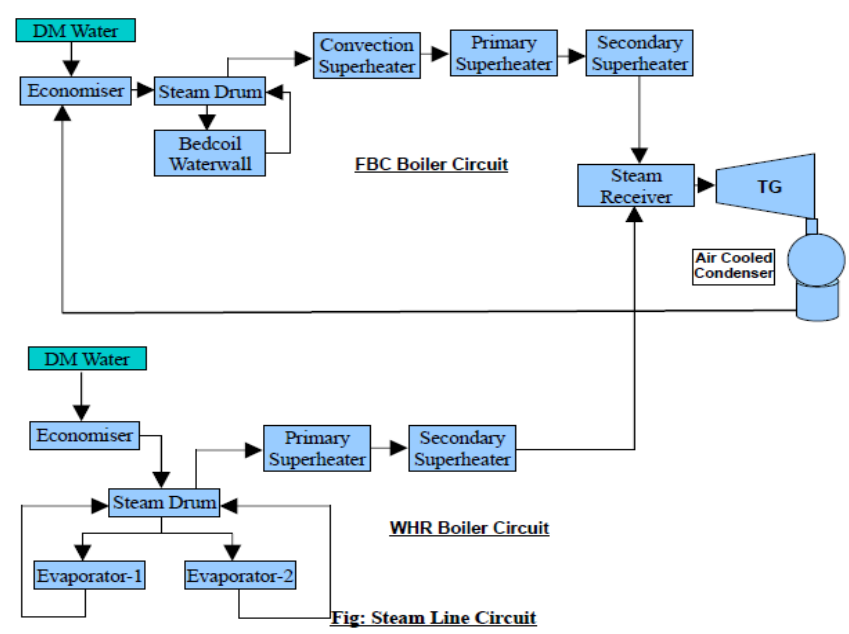 DM Water
Economiser
Steam Drum
Bedcoil
Waterwall
Convection
Superheater
Primary
Superheater
Secondary
Superheater
FBC Boiler Circuit
Steam
Receiver
TG
Air Cooled
Condenser
DM Water
Economiser
Primary
Superheater
Secondary
Superheater
Steam Drum
WHR Boiler Circuit
Evaporator-1
Evaporator-2
Fig: Steam Line Circuit